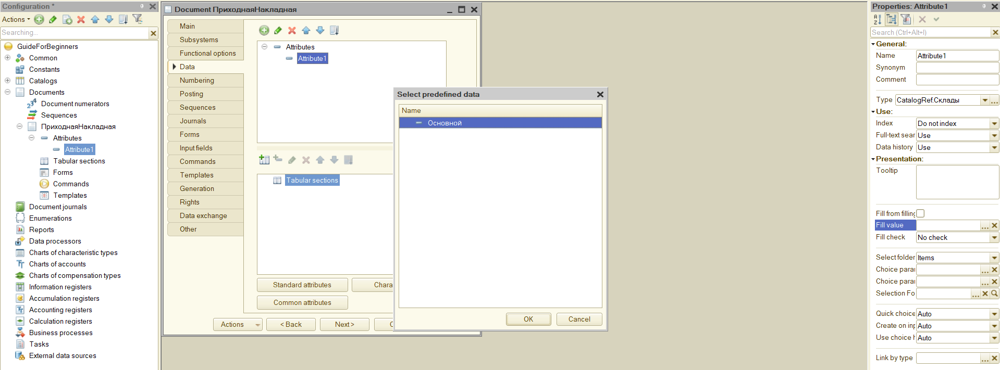 Configuration *
Actions
Searching...
GuideForBeginners
Common
Constants
Catalogs
Documents
Document numerators
Sequences
ПриходнаяНакладная
Attributes
Attribute1
Tabular sections
Forms
Commands
Templates
Document journals
Enumerations
Reports
Data processors
Charts of characteristic types
Charts of accounts
Charts of compensation types
Information registers
Accumulation registers
Accounting registers
Calculation registers
Business processes
Tasks
External data sources
Document ПриходнаяНакладная
Main
Subsystems
Functional options
Data
Numbering
Posting
Sequences
Journals
Forms
Input fields
Commands
Templates
Generation
Rights
Data exchange
Other
Attributes
Attribute1
Tabular sections
Standard attributes
Chara
Common attributes
Actions
< Back
Next >
C
Select predefined data
Name
Основной
OK
Cancel
Properties: Attribute1
Search (Ctrl+Alt+I)
General:
Name Attribute1
Synonym
Comment
Type CatalogRef.Склады
Use:
Index Do not index
Full-text sear Use
Data history Use
Presentation:
Tooltip
Fill from filling
Fill value
Fill check No check
Select folder Items
Choice parar
Choice parar
Selection Fo
Quick choice Auto
Create on inp Auto
Use choice h Auto
Link by type